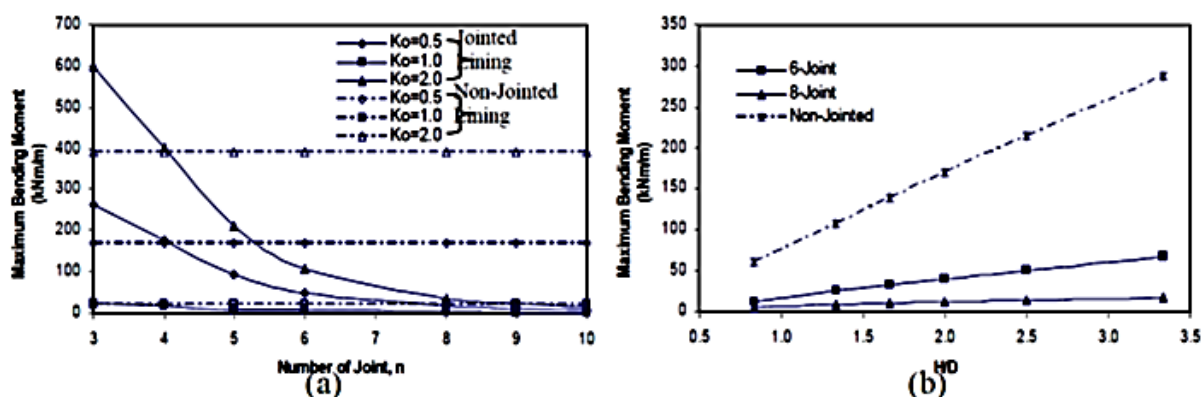 700
600
500
400
300
200
100
0
Maximum Bending Moment
(kNm/m)
Ko=0.5
Ko=1.0
Ko=2.0
Jointed
Lining
Ko=0.5
Ko=1.0
Ko=2.0
Non-Jointed
Lining
3 4 5 6 7 8 9 10
Number of Joint, n
(a)
350
300
250
200
150
100
50
0
Maximum Bending Moment
(kNm/m)
6-Joint
8-Joint
Non-Jointed
0.5 1.0 1.5 2.0 2.5 3.0 3.5
H/D
(b)